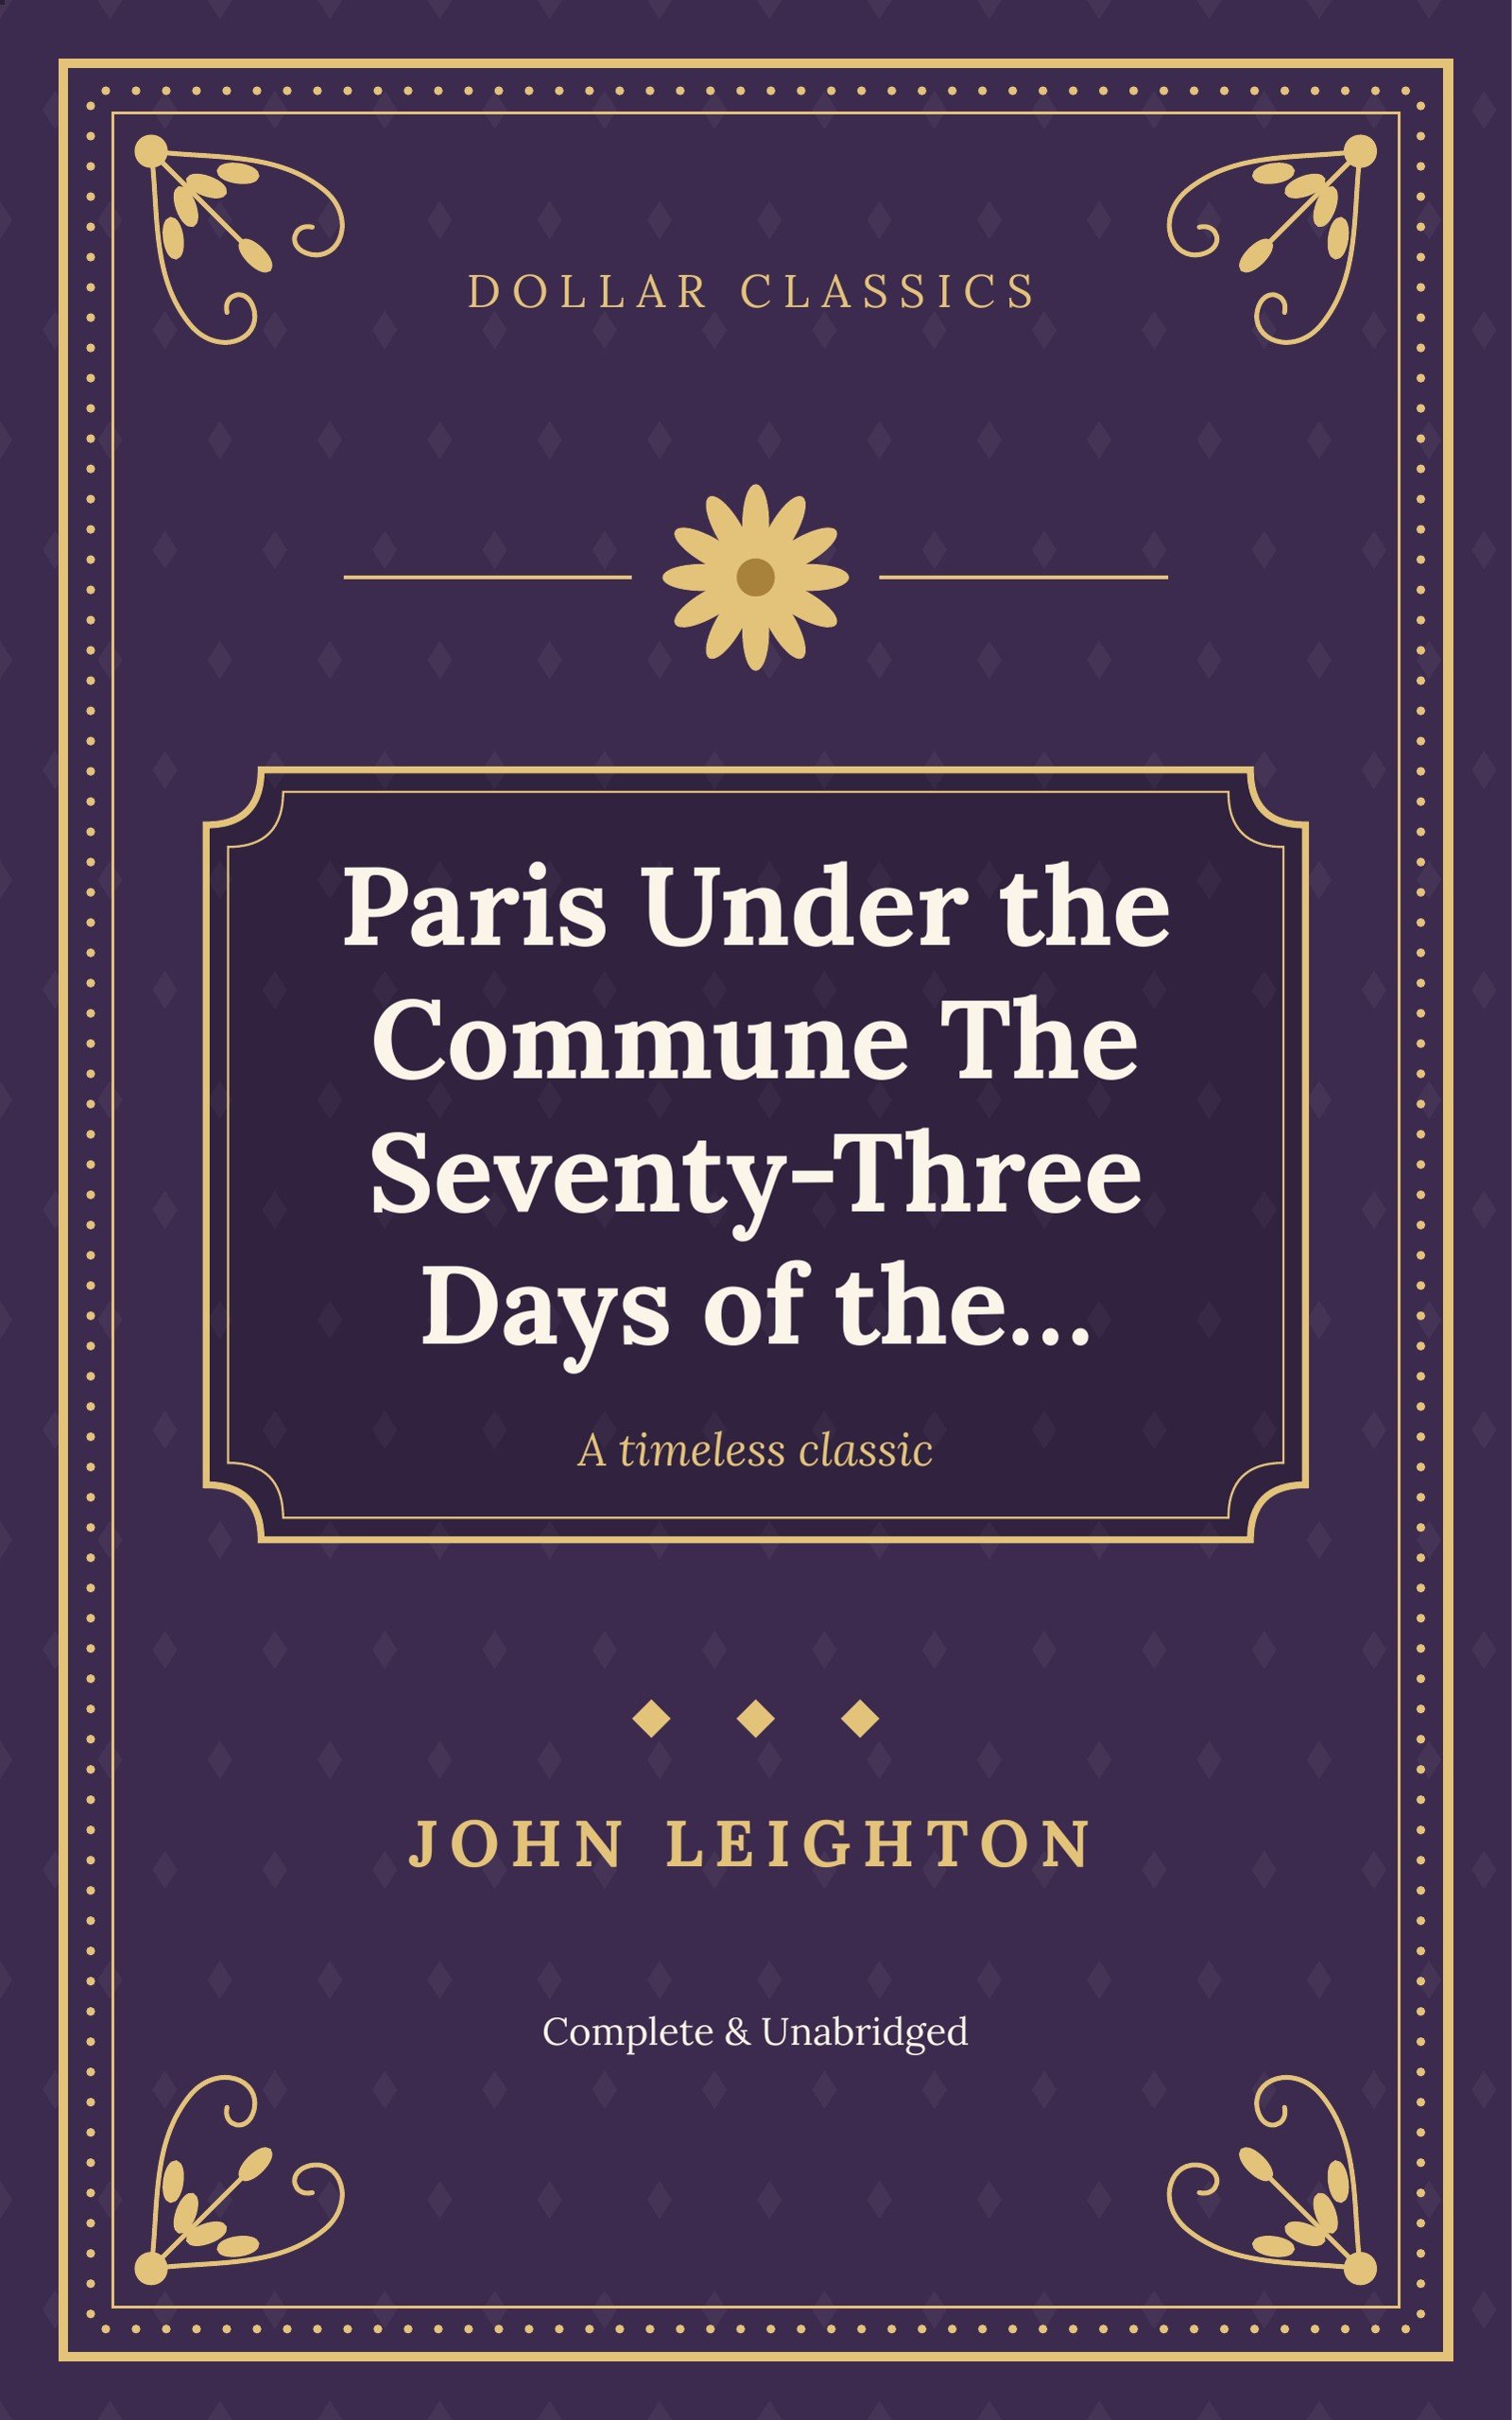 DOLLAR CLASSICS
Paris Under the
Commune The
Seventy-Three
Days of the...
A timeless classic
JOHN LEIGHTON
Complete & Unabridged